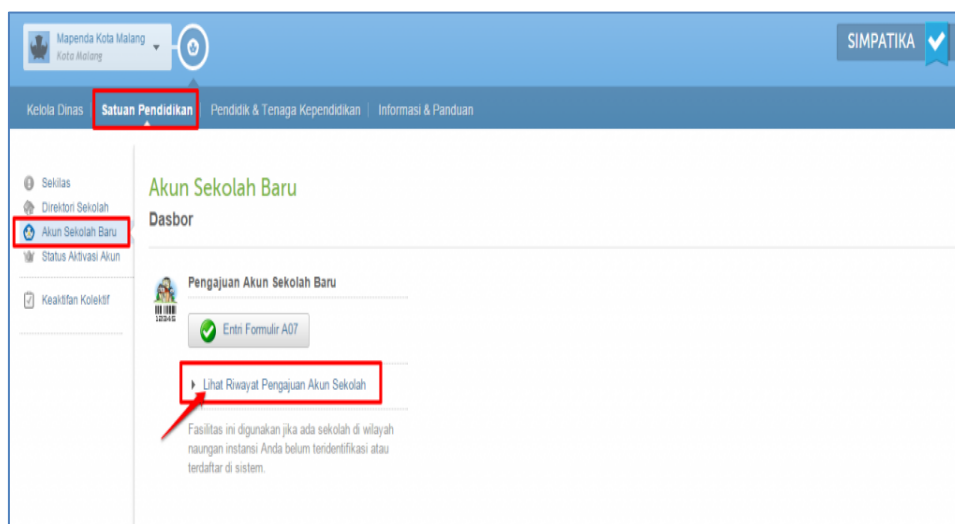 Mapenda Kota Malang
Kota Malang
SIMPATIKA
Kelola Dinas
Satuan Pendidikan
Pendidik & Tenaga Kependidikan
Informasi & Panduan
Sekilas
Direktori Sekolah
Akun Sekolah Baru
Status Aktivasi Akun
Keaktifan Kolektif
Akun Sekolah Baru
Dasbor
Pengajuan Akun Sekolah Baru
12345
Entri Formulir A07
Lihat Riwayat Pengajuan Akun Sekolah
Fasilitas ini digunakan jika ada sekolah di wilayah
naungan instansi Anda belum teridentifikasi atau
terdaftar di sistem.